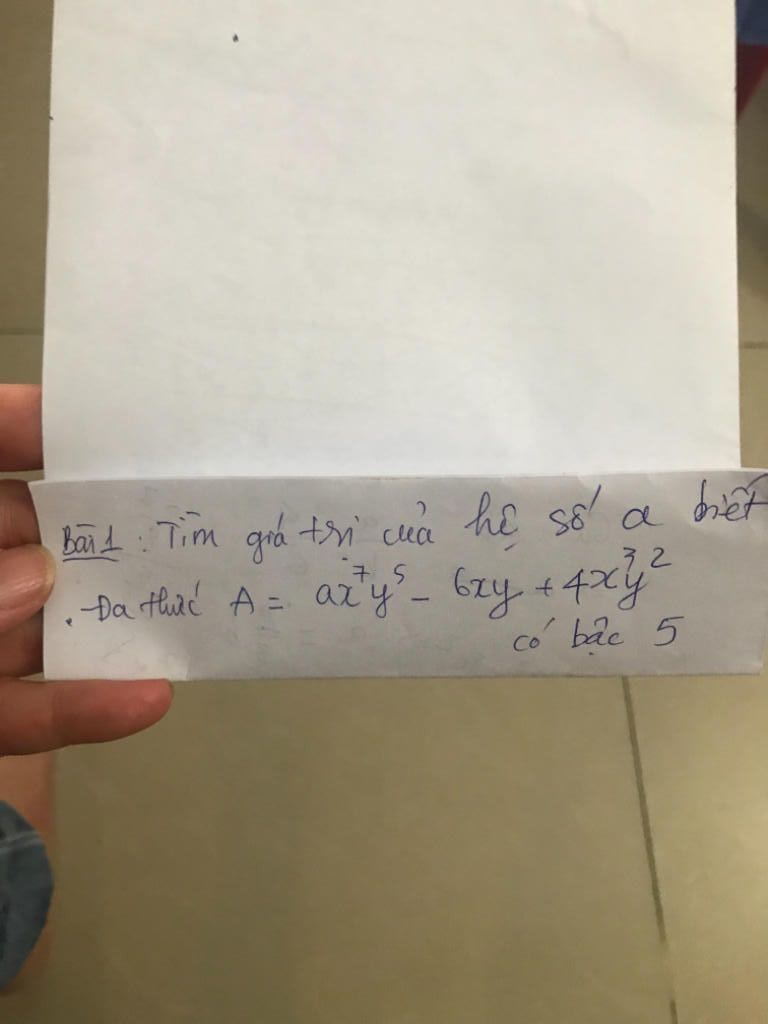 Bài 1 : Tìm giá trị của hệ số a biết
. Đa thức A = ax⁷y⁵ - 6xy + 4x³y²
có bậc 5